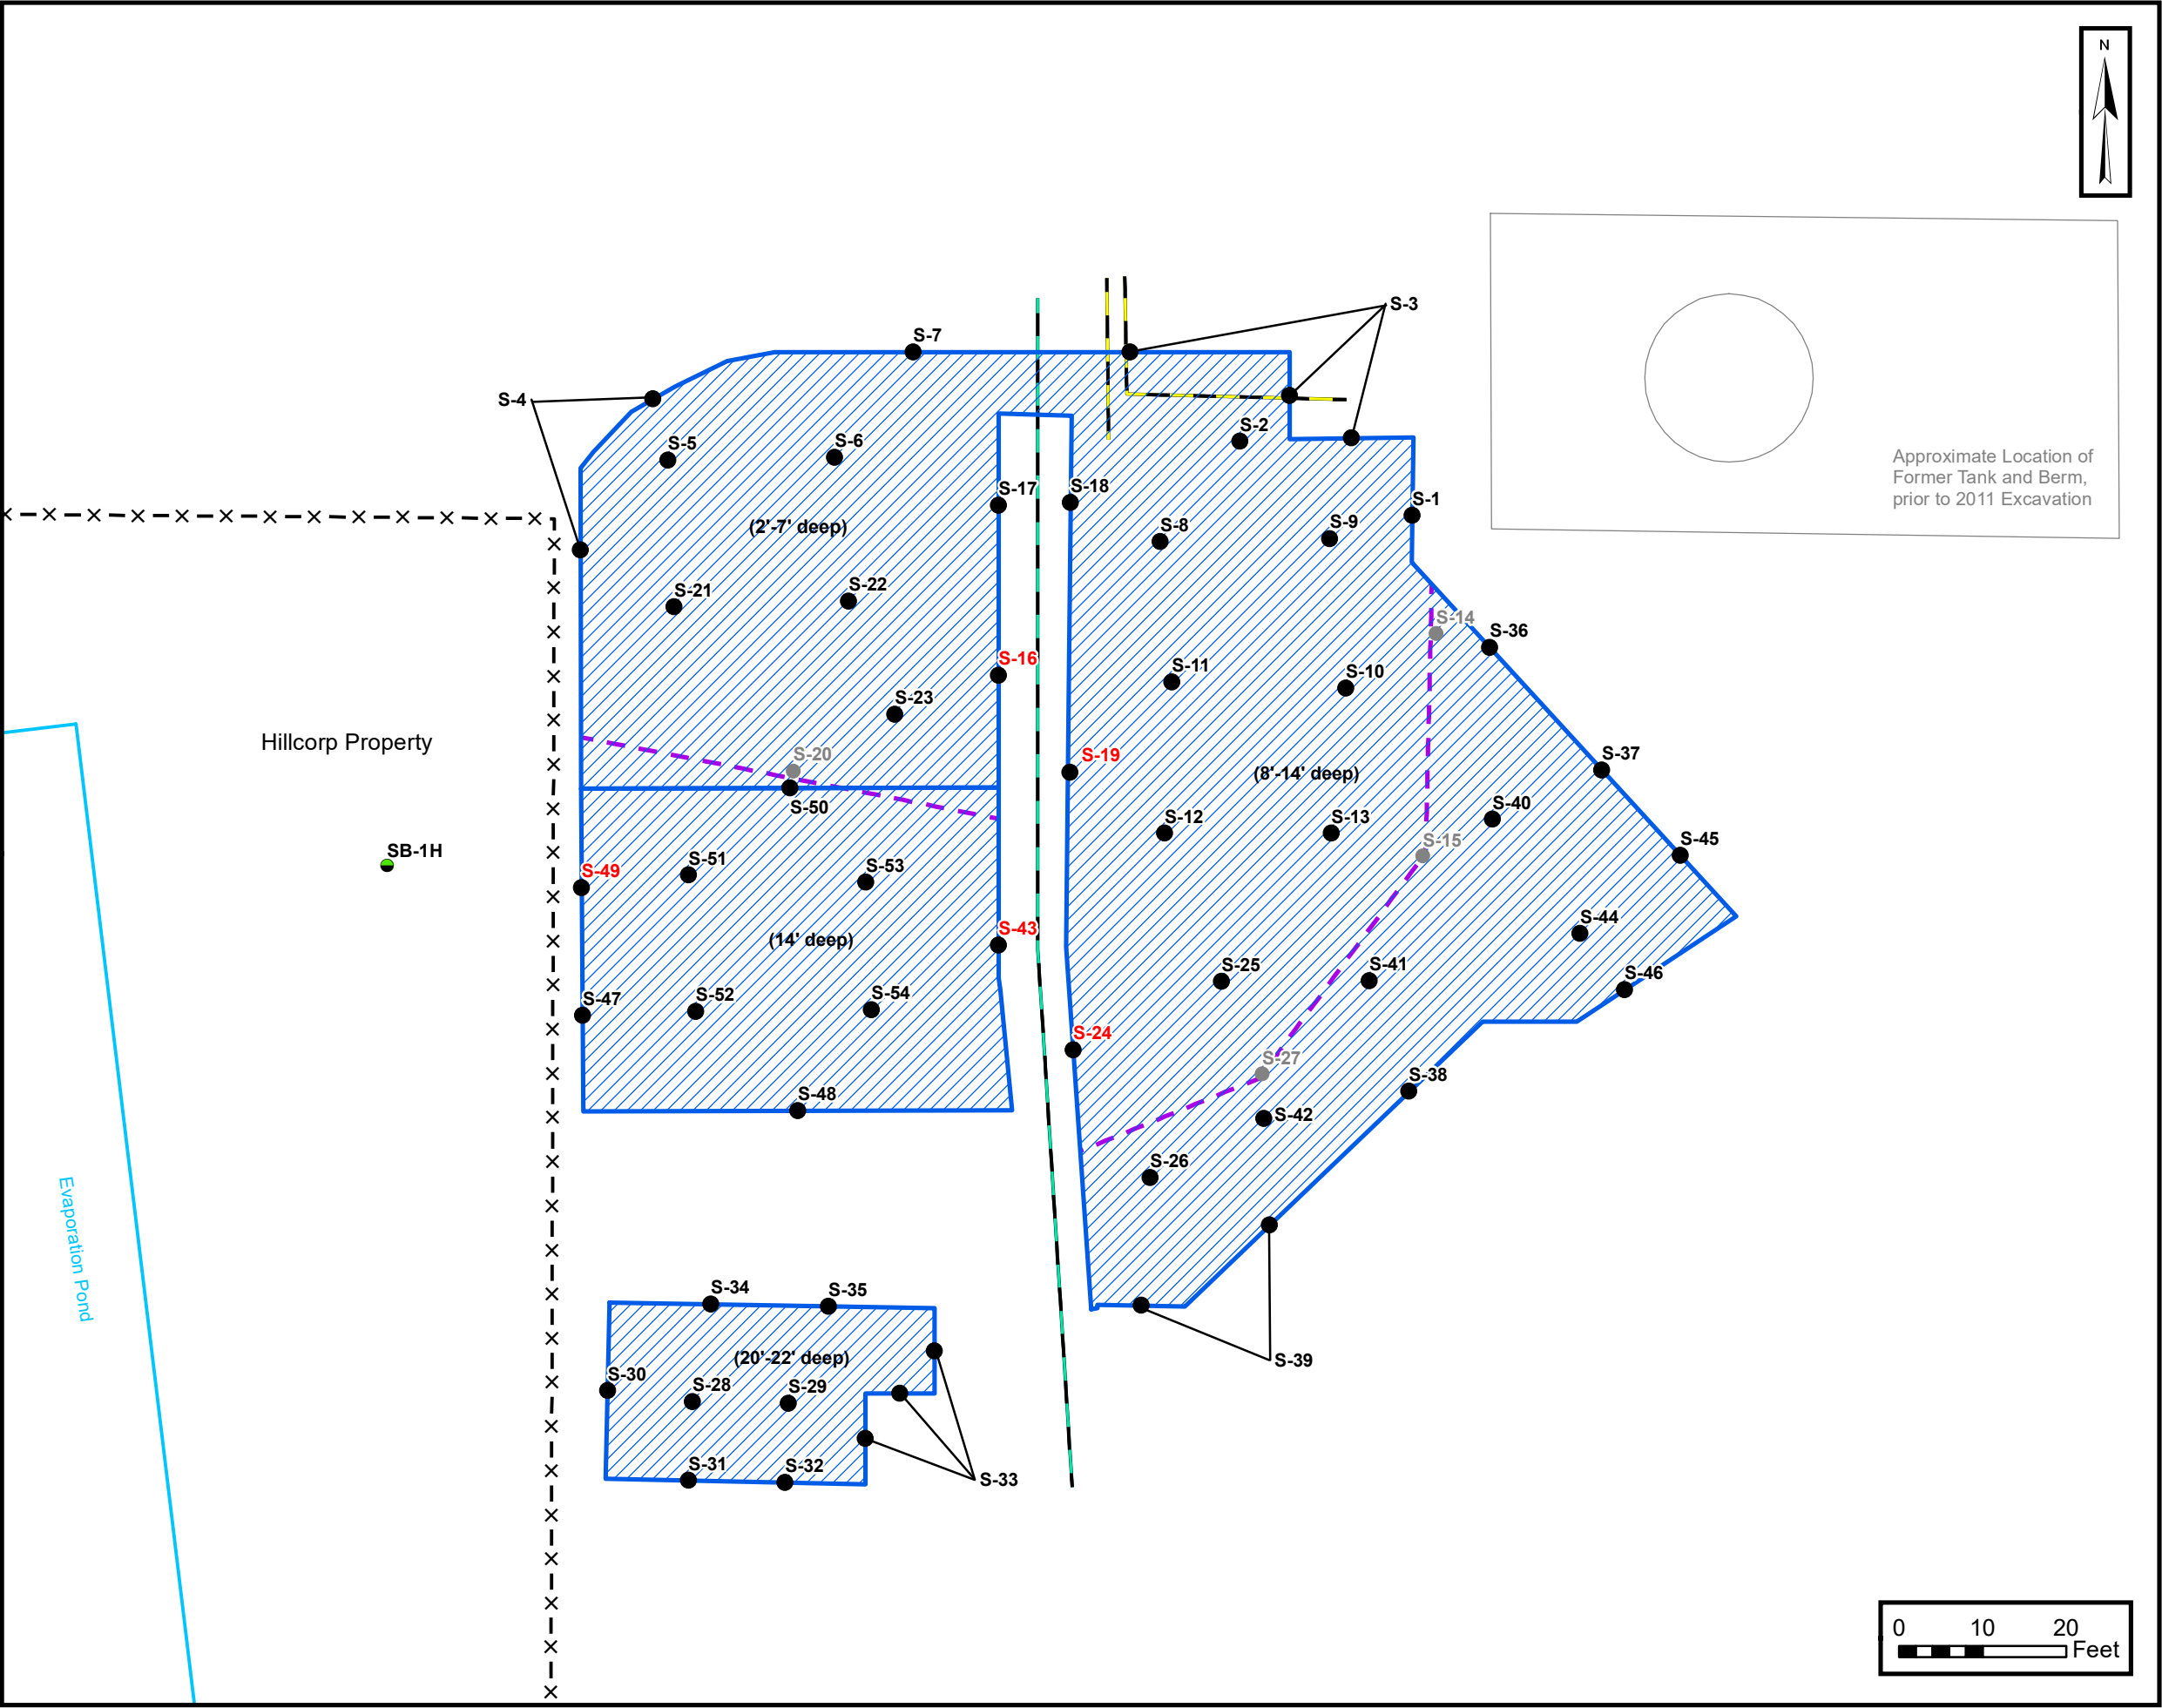 N
S-3
S-7
S-4
S-2
S-5
S-6
Approximate Location of
Former Tank and Berm,
prior to 2011 Excavation
S-17
S-18
S-1
(2'-7' deep)
S-8
S-9
S-21
S-22
S-14
S-36
S-16
S-11
S-10
S-23
Hillcorp Property
S-20
S-19
(8'-14' deep)
S-37
S-50
S-12
S-13
S-40
SB-1H
S-49
S-51
S-53
S-15
S-45
S-43
(14' deep)
S-44
S-25
S-41
S-46
S-47
S-52
S-54
S-24
S-27
S-38
S-48
S-42
S-26
Evaporation Pond
S-34
S-35
(20'-22' deep)
S-39
S-30
S-28
S-29
S-31
S-32
S-33
0 10 20
Feet